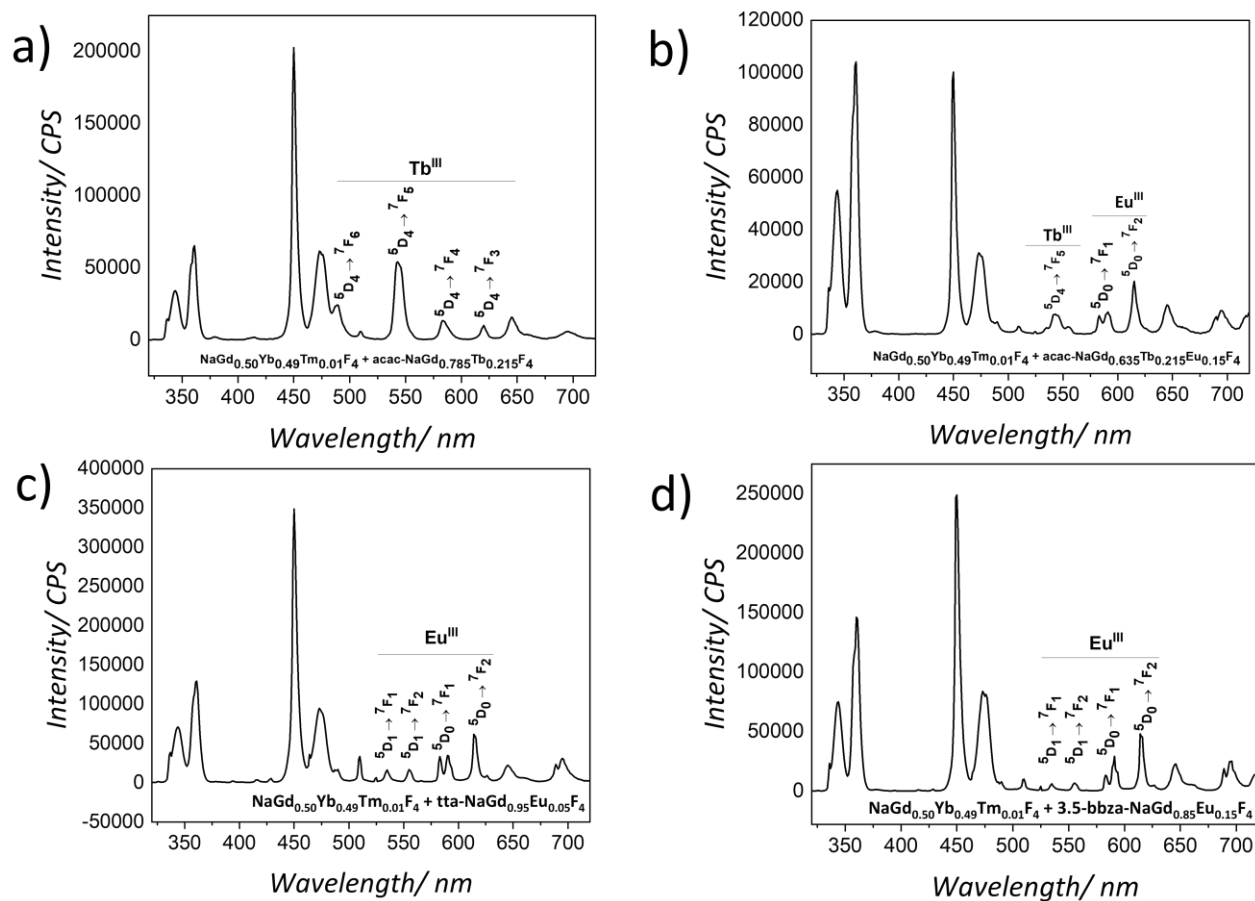 a)
Intensity/ CPS
200000
150000
100000
50000
0
Tb^III
⁵D₄→⁷F₆
⁵D₄→⁷F₅
⁵D₄→⁷F₄
⁵D₄→⁷F₃
NaGd₀.₅₀Yb₀.₄₉Tm₀.₀₁F₄ + acac-NaGd₀.₇₈₅Tb₀.₂₁₅F₄
350 400 450 500 550 600 650 700
Wavelength/ nm
b)
Intensity/ CPS
120000
100000
80000
60000
40000
20000
0
Tb^III
Eu^III
⁵D₄→⁷F₅
⁵D₀→⁷F₁
⁵D₀→⁷F₂
NaGd₀.₅₀Yb₀.₄₉Tm₀.₀₁F₄ + acac-NaGd₀.₆₃₅Tb₀.₂₁₅Eu₀.₁₅F₄
350 400 450 500 550 600 650 700
Wavelength/ nm
c)
Intensity/ CPS
400000
350000
300000
250000
200000
150000
100000
50000
0
-50000
Eu^III
⁵D₁→⁷F₁
⁵D₁→⁷F₂
⁵D₀→⁷F₁
⁵D₀→⁷F₂
NaGd₀.₅₀Yb₀.₄₉Tm₀.₀₁F₄ + tta-NaGd₀.₉₅Eu₀.₀₅F₄
350 400 450 500 550 600 650 700
Wavelength/ nm
d)
Intensity/ CPS
250000
200000
150000
100000
50000
0
Eu^III
⁵D₁→⁷F₁
⁵D₁→⁷F₂
⁵D₀→⁷F₁
⁵D₀→⁷F₂
NaGd₀.₅₀Yb₀.₄₉Tm₀.₀₁F₄ + 3.5-bbza-NaGd₀.₈₅Eu₀.₁₅F₄
350 400 450 500 550 600 650 700
Wavelength/ nm